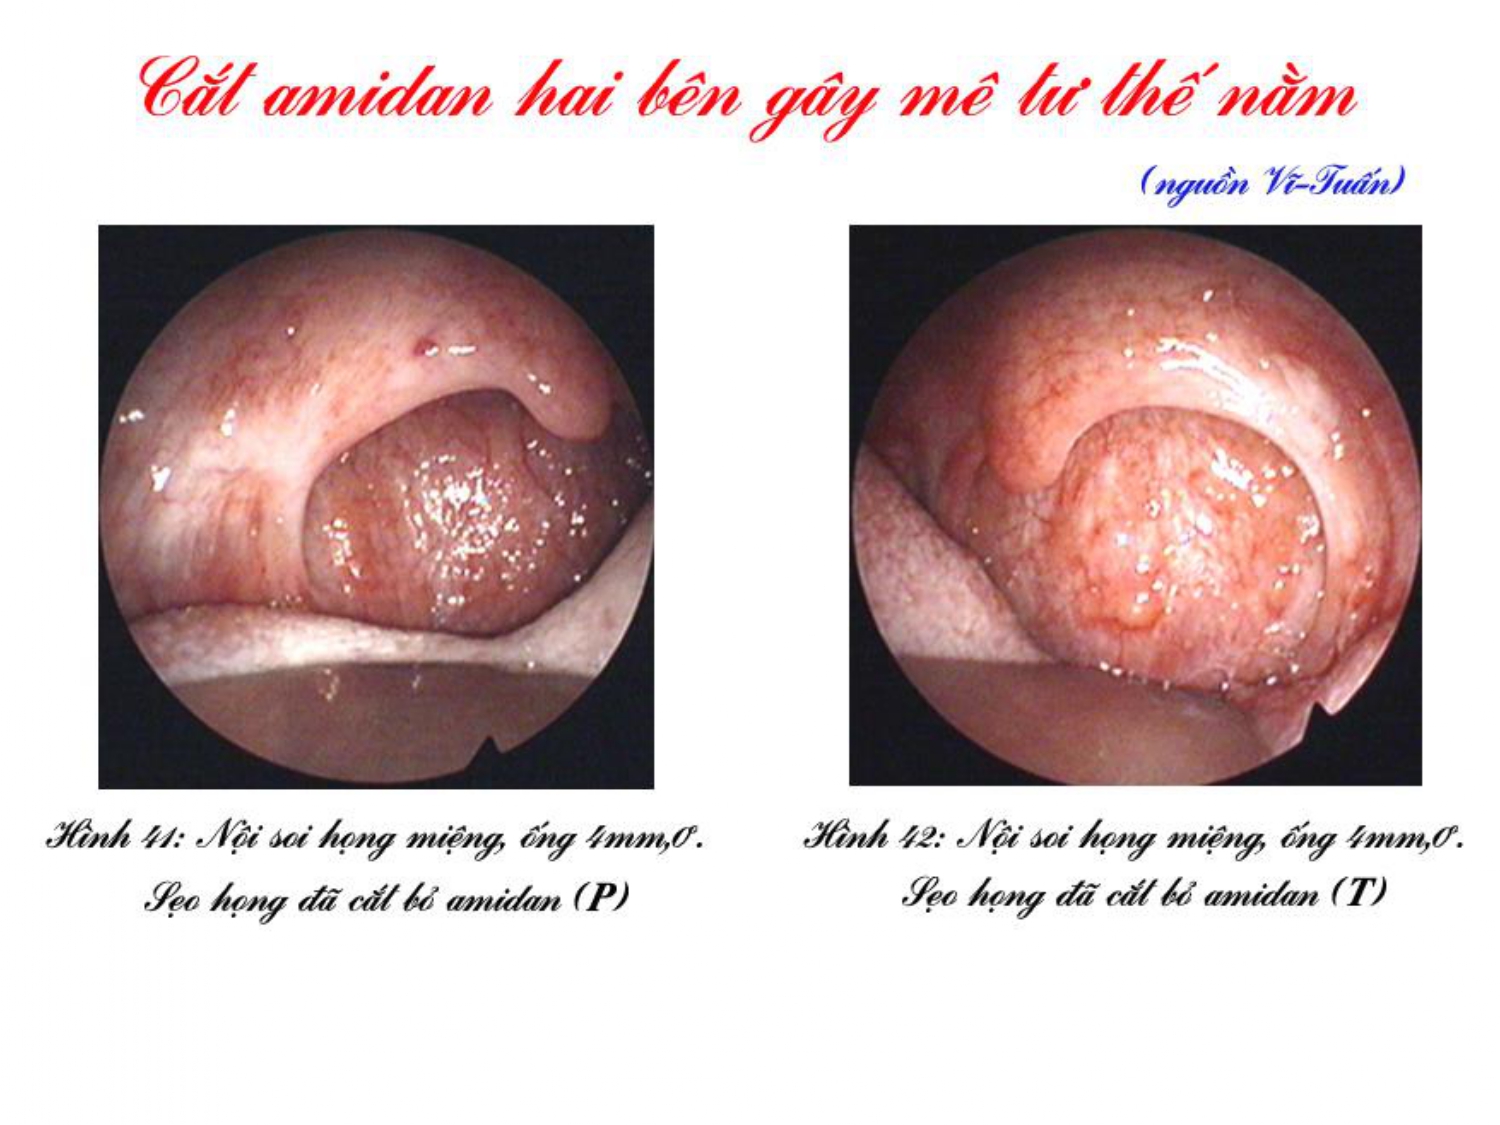 Cắt amidan hai bên gây mê tư thế nằm
(nguồn Vĩ-Tuấn)
Hình 41: Nội soi họng miệng, ống 4mm,0°.
Sẹo họng đã cắt bỏ amidan (P)
Hình 42: Nội soi họng miệng, ống 4mm,0°.
Sẹo họng đã cắt bỏ amidan (T)